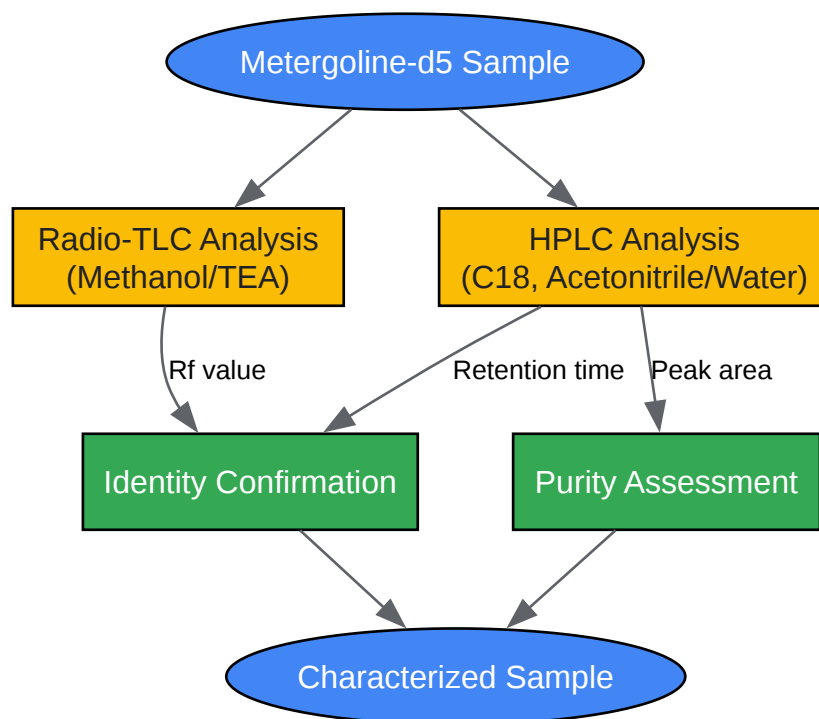 Metergoline-d5 Sample
Radio-TLC Analysis
(Methanol/TEA)
HPLC Analysis
(C18, Acetonitrile/Water)
Rf value
Retention time
Peak area
Identity Confirmation
Purity Assessment
Characterized Sample